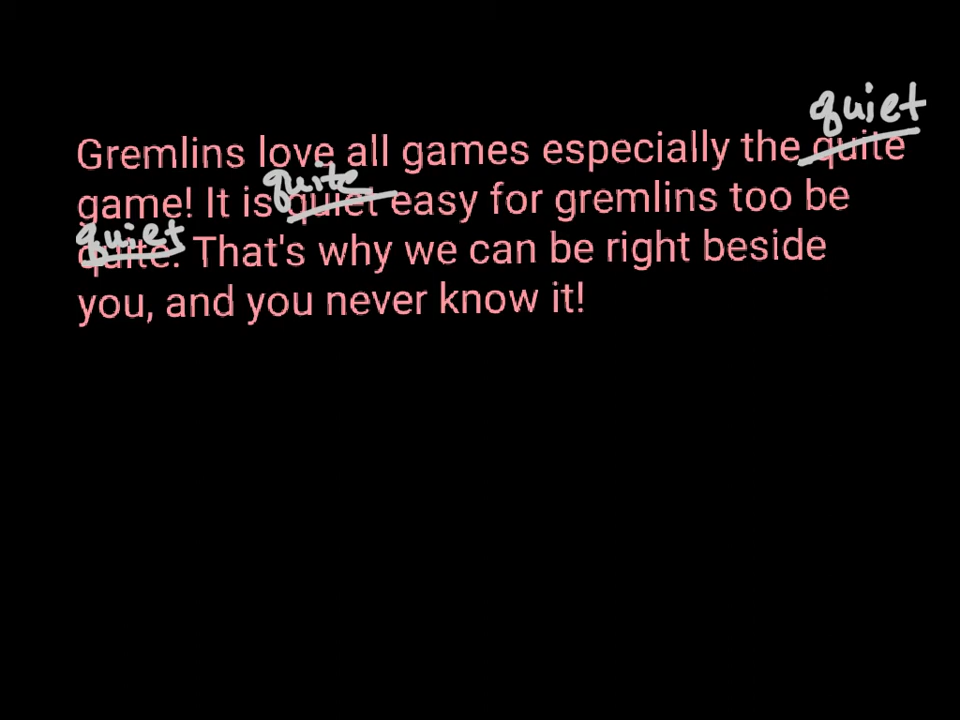 quiet
Gremlins love all games especially the quite
quite
game! It is quiet easy for gremlins too be
quiet
quite. That's why we can be right beside
you, and you never know it!